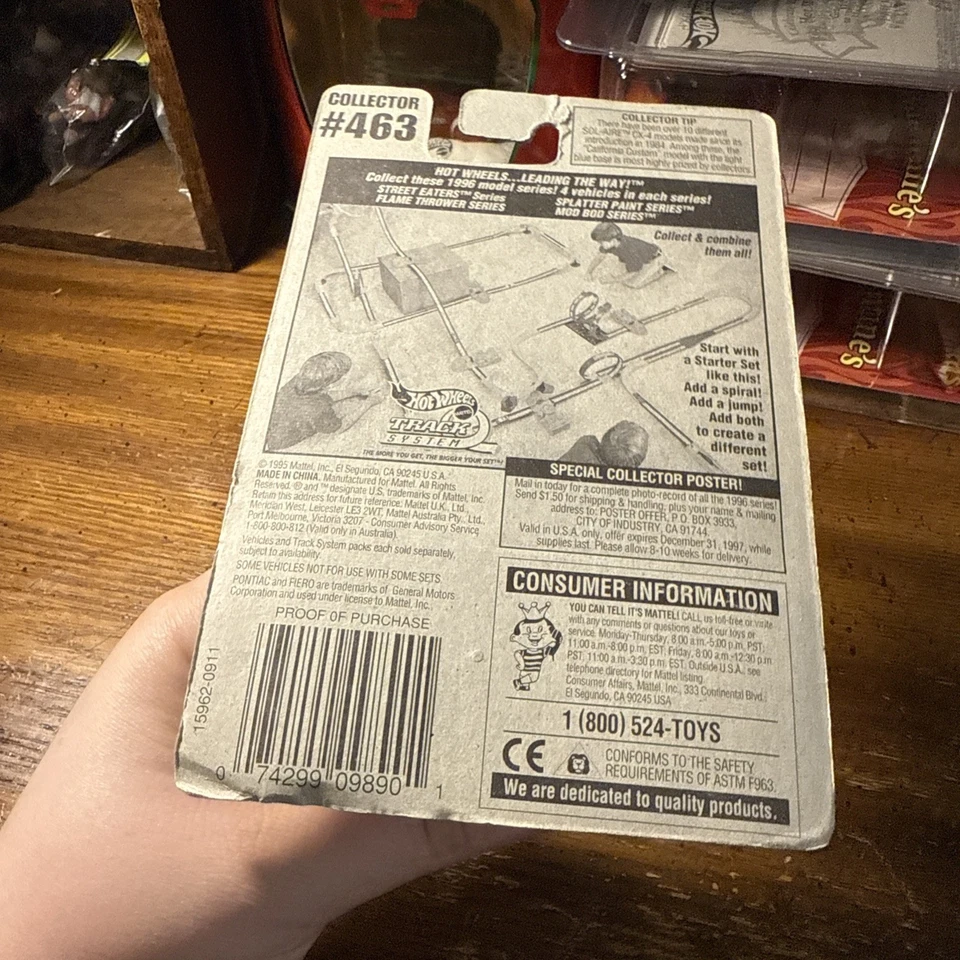 COLLECTOR
#463
COLLECTOR TIP
There have been over 10 different
SOL-AIRE™ CX-4 models made since its
introduction in 1984. Among those, the
"California Custom" model with the light
blue base is most highly prized by collectors.
HOT WHEELS...LEADING THE WAY!™
Collect these 1996 model series! 4 vehicles in each series!
STREET EATERS™ Series
SPLATTER PAINT SERIES™
FLAME THROWER SERIES
MOD BOD SERIES™
Collect & combine
them all!
Start with
a Starter Set
like this!
Add a spiral!
Add a jump!
Add both
to create a
different
set!
HOT WHEELS
MATTEL
TRACK
SYSTEM
THE MORE YOU GET, THE BIGGER YOUR SET!™
© 1995 Mattel, Inc., El Segundo, CA 90245 U.S.A.
MADE IN CHINA. Manufactured for Mattel. All Rights
Reserved. ® and ™ designate U.S. trademarks of Mattel, Inc.
Retain this address for future reference: Mattel U.K. Ltd.,
Meridian West, Leicester LE3 2WT. Mattel Australia Pty., Ltd.,
Port Melbourne, Victoria 3207 - Consumer Advisory Service
1-800-800-812 (Valid only in Australia).
Vehicles and Track System packs each sold separately,
subject to availability.
SOME VEHICLES NOT FOR USE WITH SOME SETS.
PONTIAC and FIERO are trademarks of General Motors
Corporation and used under license to Mattel, Inc.
PROOF OF PURCHASE
15962-0911
0 74299 09890 1
SPECIAL COLLECTOR POSTER!
Mail in today for a complete photo-record of all the 1996 series!
Send $1.50 for shipping & handling, plus your name & mailing
address to: POSTER OFFER, P.O. BOX 3933,
CITY OF INDUSTRY, CA 91744.
Valid in U.S.A. only, offer expires December 31, 1997, while
supplies last. Please allow 8-10 weeks for delivery.
CONSUMER INFORMATION
YOU CAN TELL IT'S MATTEL! CALL us toll-free or write
with any comments or questions about our toys or
service. Monday-Thursday, 8:00 a.m.-5:00 p.m. PST,
11:00 a.m.-8:00 p.m. EST; Friday, 8:00 a.m.-12:30 p.m.
PST, 11:00 a.m.-3:30 p.m. EST. Outside U.S.A., see
telephone directory for Mattel listing.
Consumer Affairs, Mattel, Inc., 333 Continental Blvd.,
El Segundo, CA 90245 USA
1 (800) 524-TOYS
CE
CONFORMS TO THE SAFETY
REQUIREMENTS OF ASTM F963.
We are dedicated to quality products.